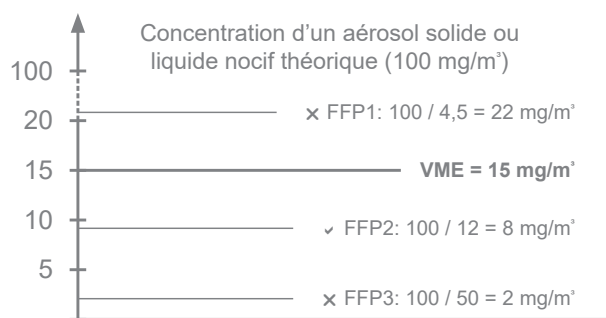 Concentration d'un aérosol solide ou
liquide nocif théorique (100 mg/m³)
100
× FFP1: 100 / 4,5 = 22 mg/m³
20
15
VME = 15 mg/m³
10
✓ FFP2: 100 / 12 = 8 mg/m³
5
× FFP3: 100 / 50 = 2 mg/m³